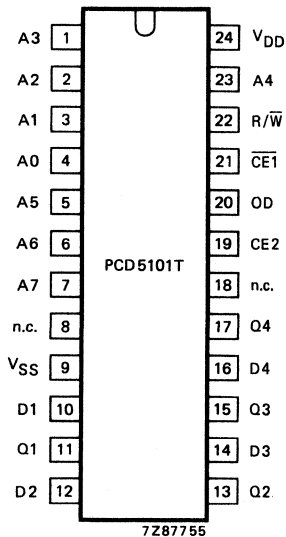 A3 1 24 VDD
A2 2 23 A4
A1 3 22 R/W̅
A0 4 21 C̅E̅1̅
A5 5 20 OD
A6 6 19 CE2
PCD5101T
A7 7 18 n.c.
n.c. 8 17 Q4
VSS 9 16 D4
D1 10 15 Q3
Q1 11 14 D3
D2 12 13 Q2
7Z87755